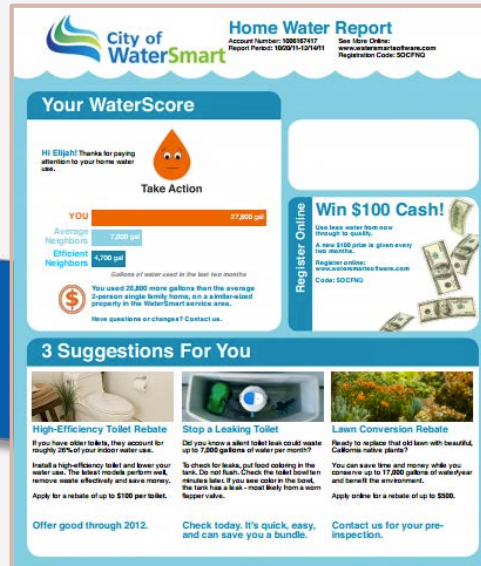 City of
WaterSmart
Home Water Report
Account Number: 1006167417
Report Period: 10/20/11-12/14/11
See More Online:
www.watersmartsoftware.com
Registration Code: SOCFNQ
Your WaterScore
Hi Elijah! Thanks for paying
attention to your home water
use.
Take Action
YOU
27,800 gal
Average
Neighbors
7,000 gal
Efficient
Neighbors
4,700 gal
Gallons of water used in the last two months
You used 20,800 more gallons than the average
2-person single family home, on a similar-sized
property in the WaterSmart service area.
Have questions or changes? Contact us.
Register Online
Win $100 Cash!
Use less water from now
through to qualify.
A new $100 prize is given every
two months.
Register online:
www.watersmartsoftware.com
Code: SOCFNQ
3 Suggestions For You
High-Efficiency Toilet Rebate
If you have older toilets, they account for
roughly 26% of your indoor water use.
Install a high-efficiency toilet and lower your
water use. The latest models perform well,
remove waste effectively and save money.
Apply for a rebate of up to $100 per toilet.
Offer good through 2012.
Stop a Leaking Toilet
Did you know a silent toilet leak could waste
up to 7,000 gallons of water per month?
To check for leaks, put food coloring in the
tank. Do not flush. Check the toilet bowl ten
minutes later. If you see color in the bowl,
the tank has a leak - most likely from a worn
flapper valve.
Check today. It's quick, easy,
and can save you a bundle.
Lawn Conversion Rebate
Ready to replace that old lawn with beautiful,
California native plants?
You can save time and money while you
conserve up to 17,000 gallons of water/year
and benefit the environment.
Apply online for a rebate of up to $500.
Contact us for your pre-
inspection.